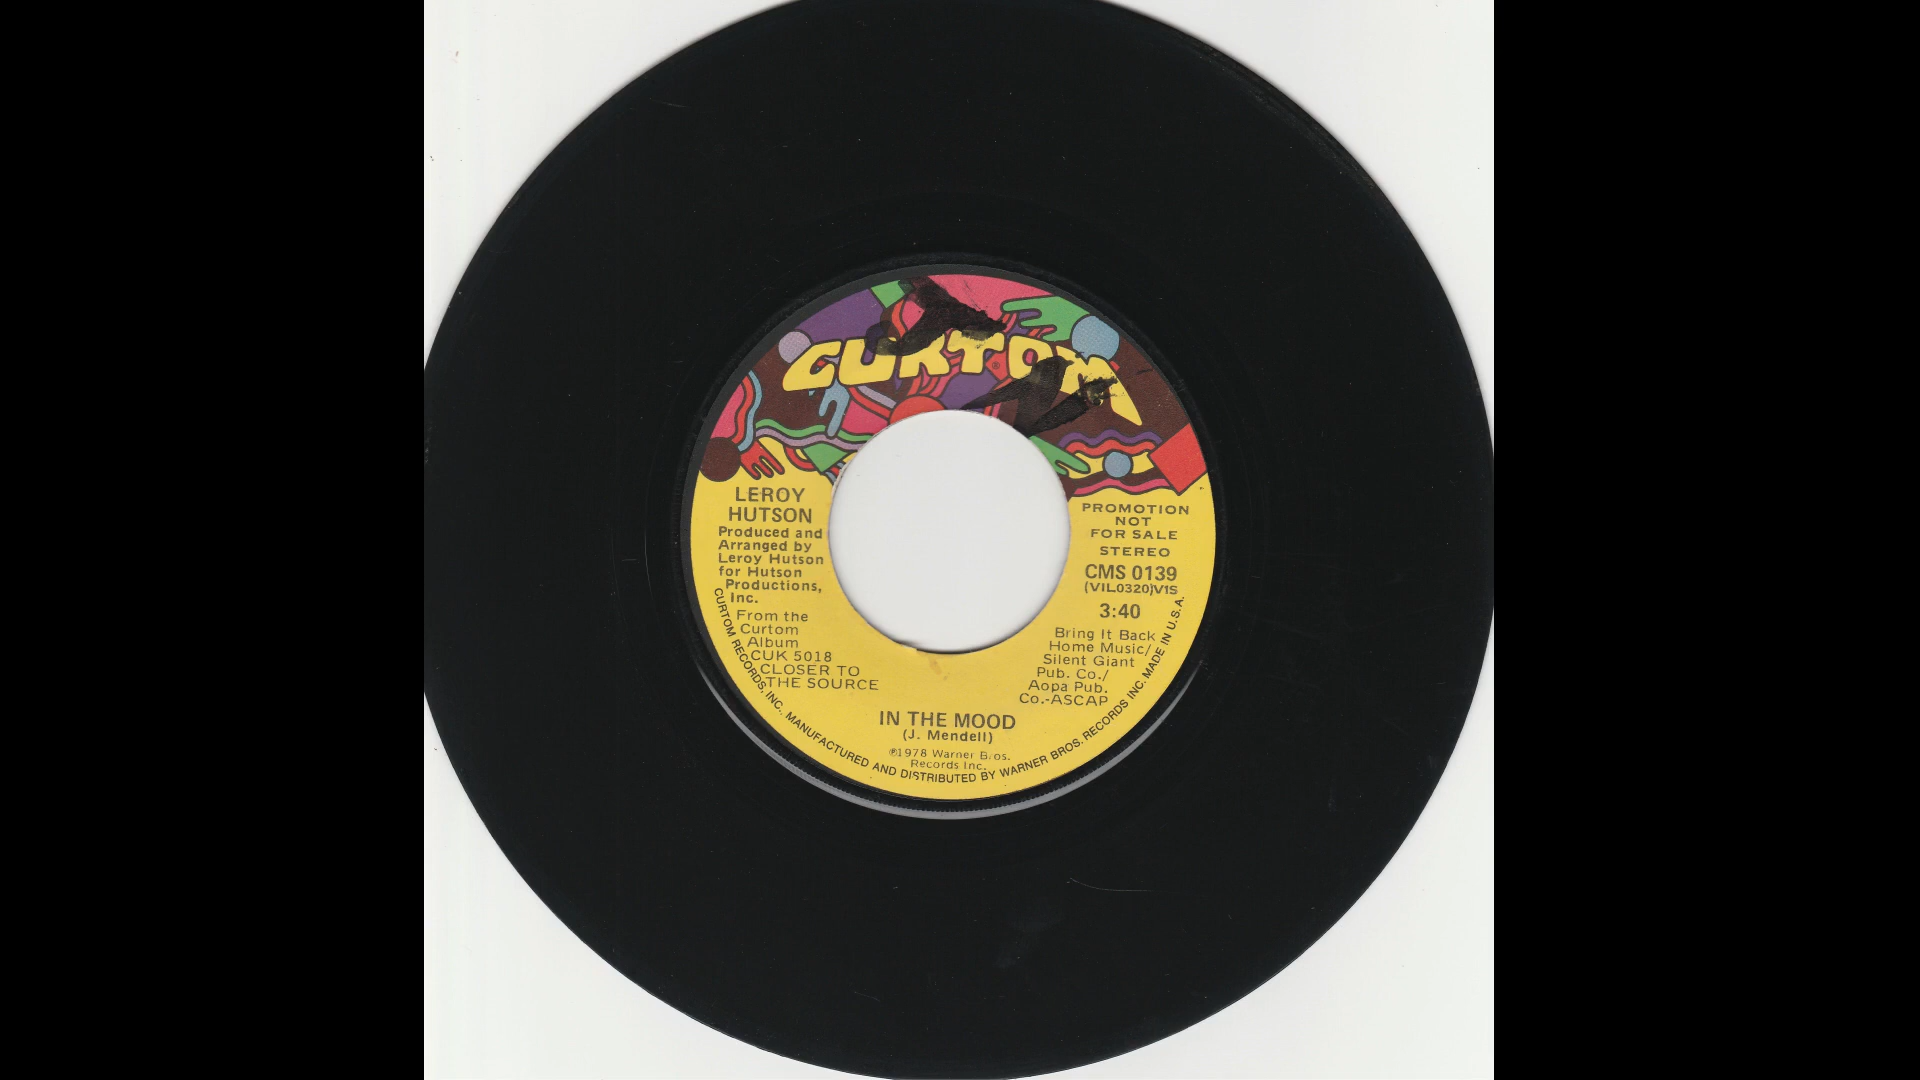 CURTOM
LEROY
HUTSON
Produced and
Arranged by
Leroy Hutson
for Hutson
Productions,
Inc.
From the
Curtom
Album
CUK 5018
CLOSER TO
THE SOURCE
PROMOTION
NOT
FOR SALE
STEREO
CMS 0139
(VIL0320)V1S
3:40
Bring It Back
Home Music/
Silent Giant
Pub. Co./
Aopa Pub.
Co.-ASCAP
IN THE MOOD
(J. Mendell)
℗1978 Warner Bros.
Records Inc.
CURTOM RECORDS, INC., MANUFACTURED AND DISTRIBUTED BY WARNER BROS. RECORDS INC. MADE IN U.S.A.